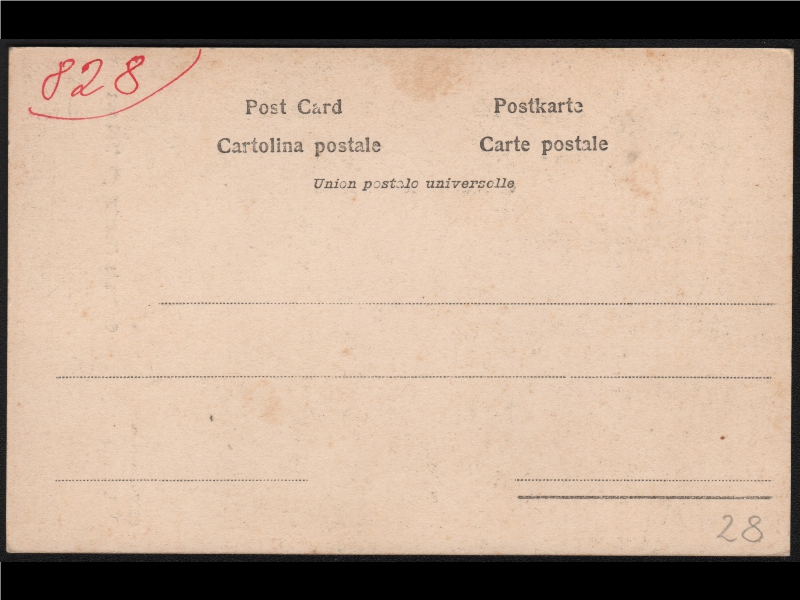 828
Post Card
Postkarte
Cartolina postale
Carte postale
Union postale universelle
28